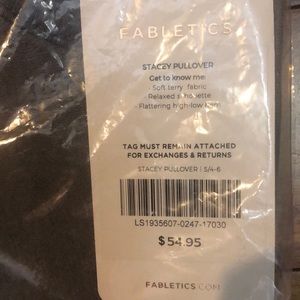 FABLETICS
STACEY PULLOVER
Get to know me:
· Soft terry fabric
· Relaxed silhouette
· Flattering high-low hem
TAG MUST REMAIN ATTACHED
FOR EXCHANGES & RETURNS
STACEY PULLOVER | S/4-6
LS1935607-0247-17030
$54.95
FABLETICS.COM